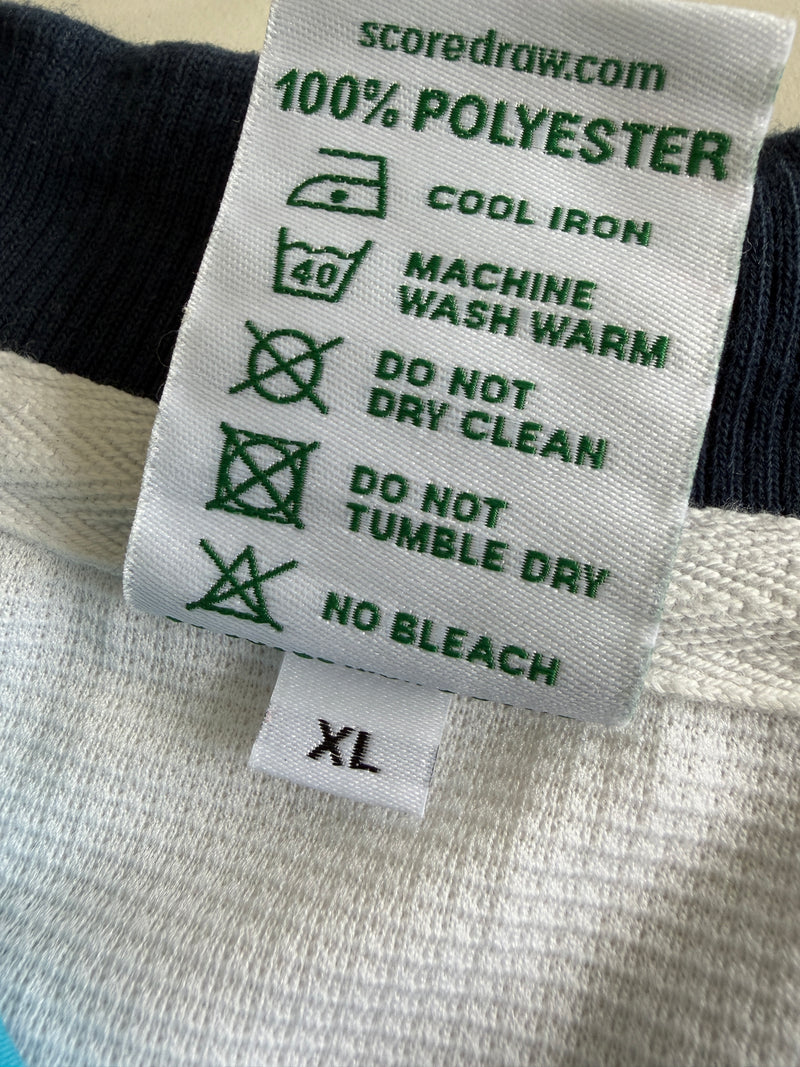 scoredraw.com
100% POLYESTER
COOL IRON
40
MACHINE
WASH WARM
DO NOT
DRY CLEAN
DO NOT
TUMBLE DRY
NO BLEACH
XL